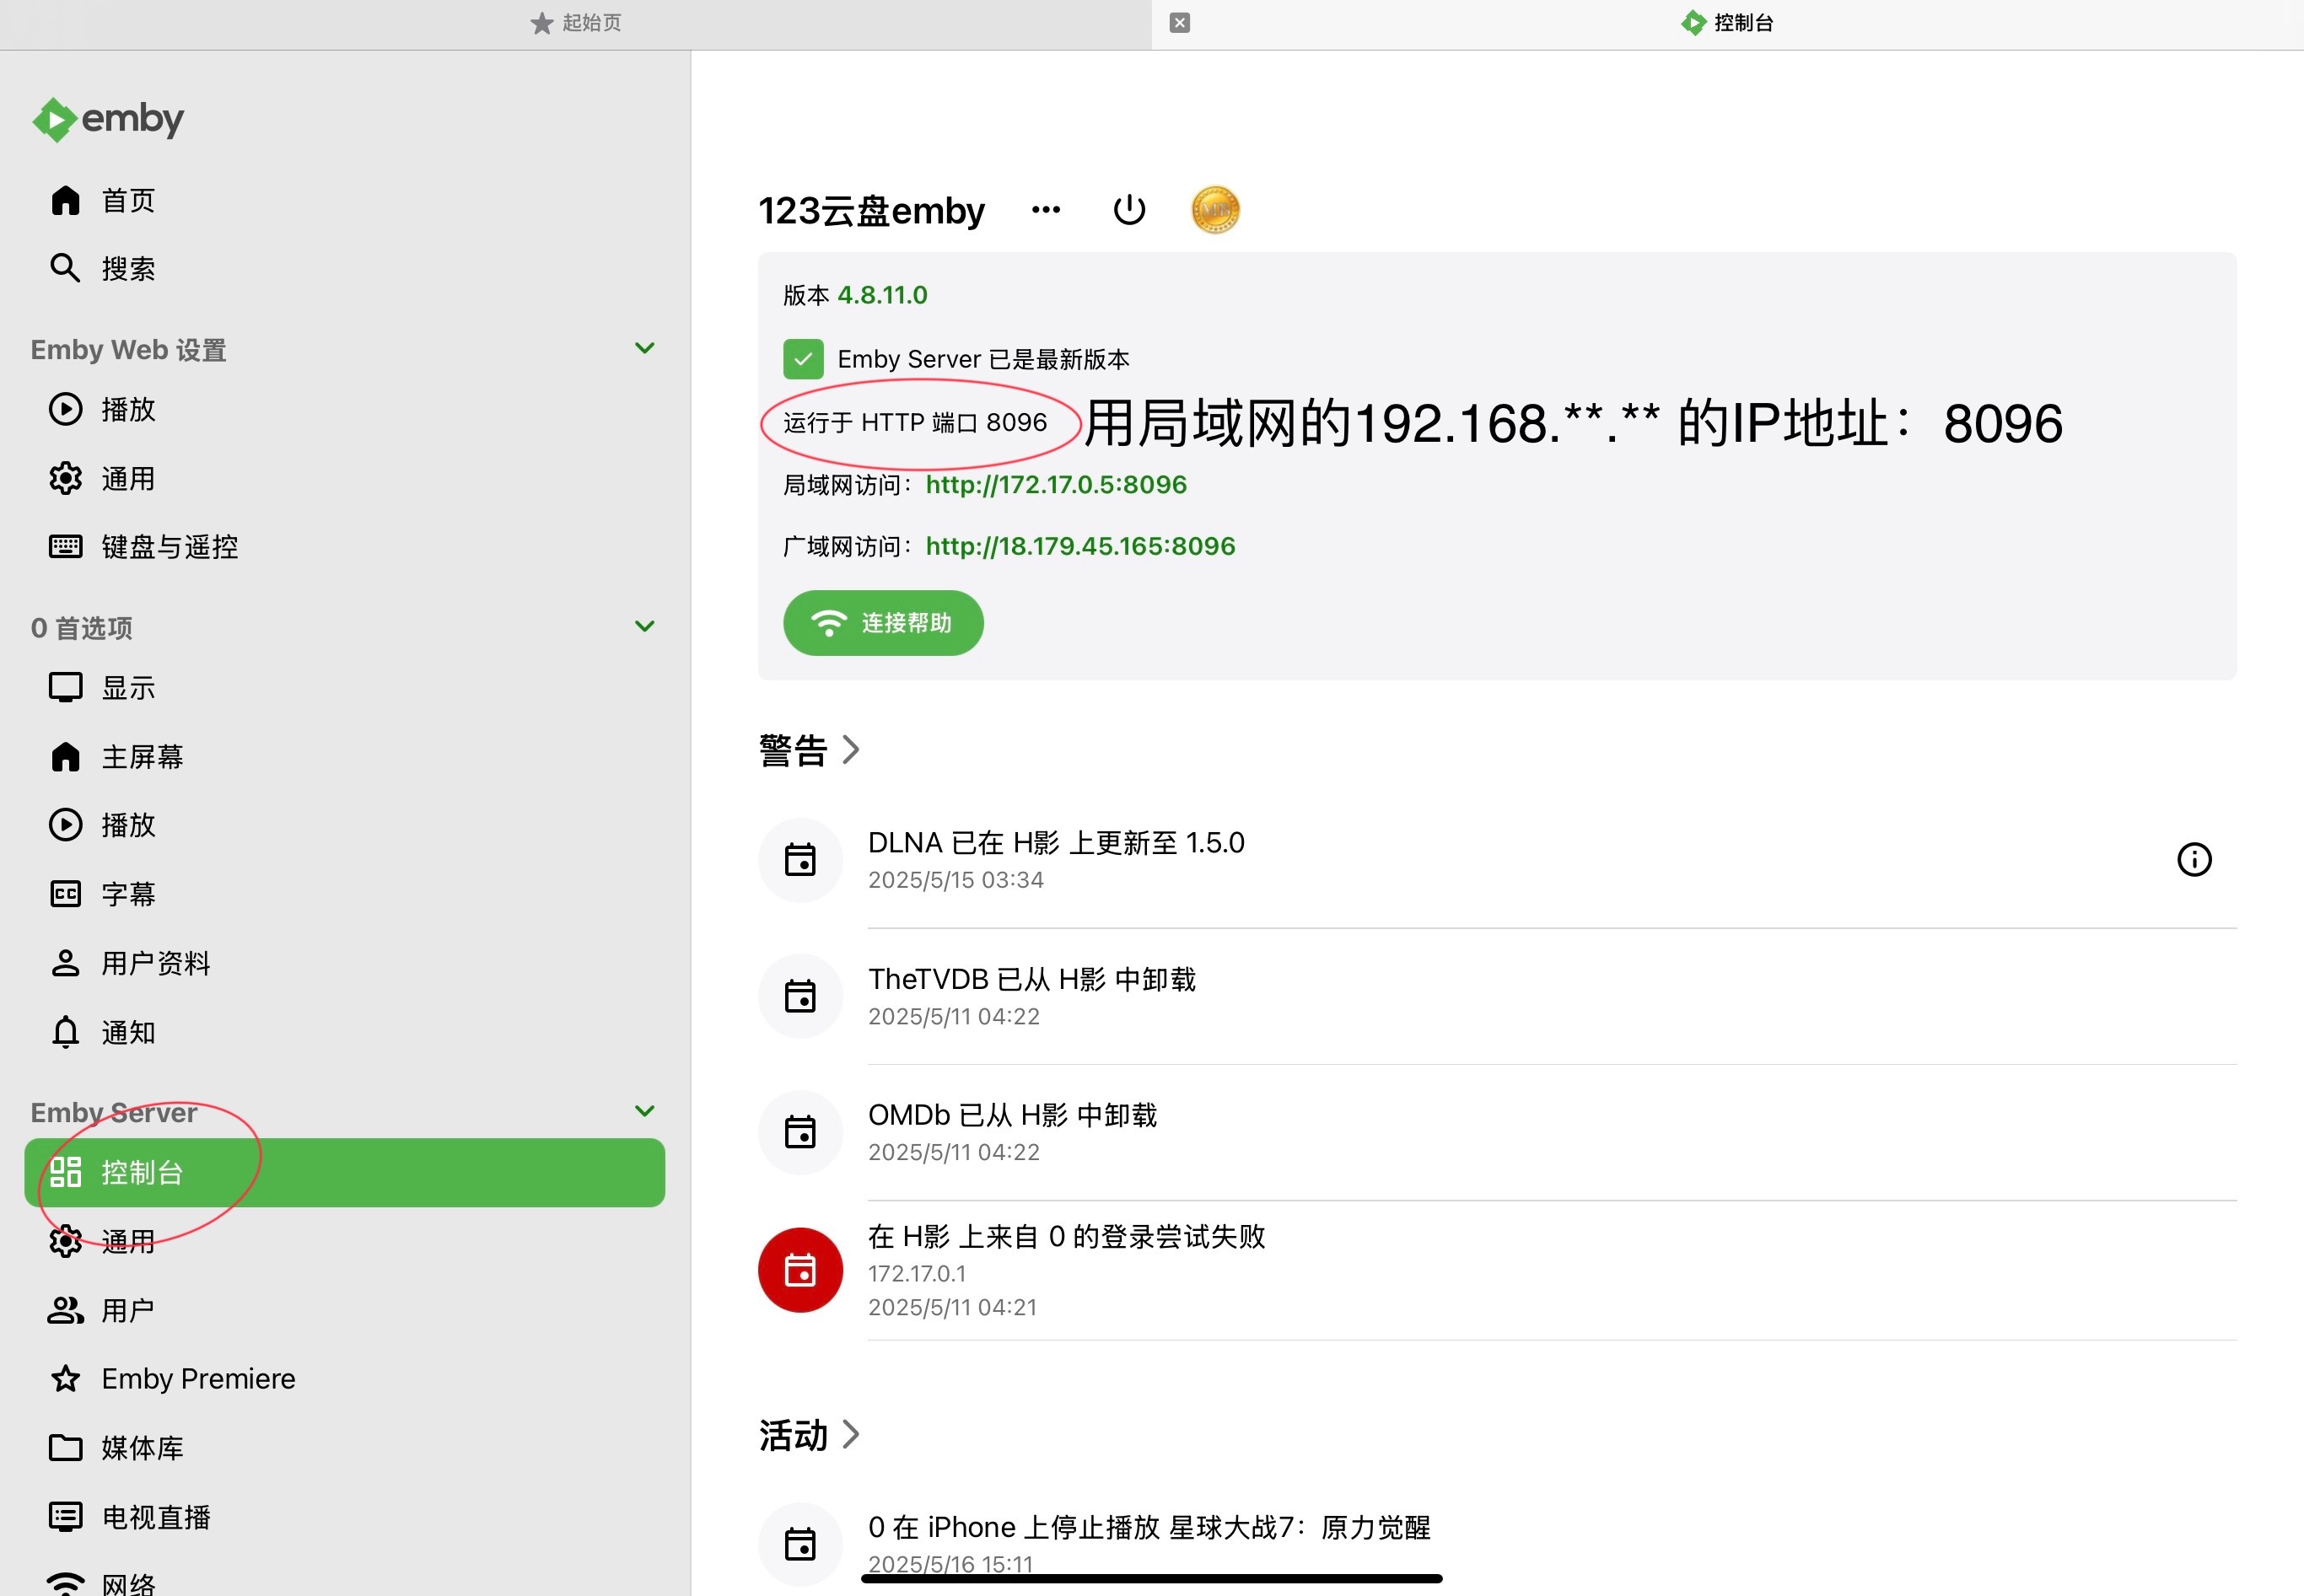 起始页
控制台
emby
首页
搜索
Emby Web 设置
播放
通用
键盘与遥控
0 首选项
显示
主屏幕
播放
字幕
用户资料
通知
Emby Server
控制台
通用
用户
Emby Premiere
媒体库
电视直播
网络
123云盘emby
版本 4.8.11.0
Emby Server 已是最新版本
运行于 HTTP 端口 8096
用局域网的192.168.**.** 的IP地址：8096
局域网访问： http://172.17.0.5:8096
广域网访问： http://18.179.45.165:8096
连接帮助
警告
DLNA 已在 H影 上更新至 1.5.0
2025/5/15 03:34
TheTVDB 已从 H影 中卸载
2025/5/11 04:22
OMDb 已从 H影 中卸载
2025/5/11 04:22
在 H影 上来自 0 的登录尝试失败
172.17.0.1
2025/5/11 04:21
活动
0 在 iPhone 上停止播放 星球大战7：原力觉醒
2025/5/16 15:11